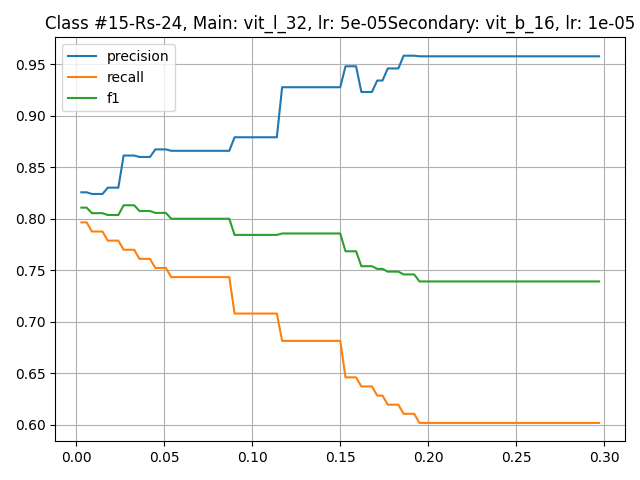 Class #15-Rs-24, Main: vit_l_32, lr: 5e-05Secondary: vit_b_16, lr: 1e-05
precision
recall
f1
0.95
0.90
0.85
0.80
0.75
0.70
0.65
0.60
0.00 0.05 0.10 0.15 0.20 0.25 0.30